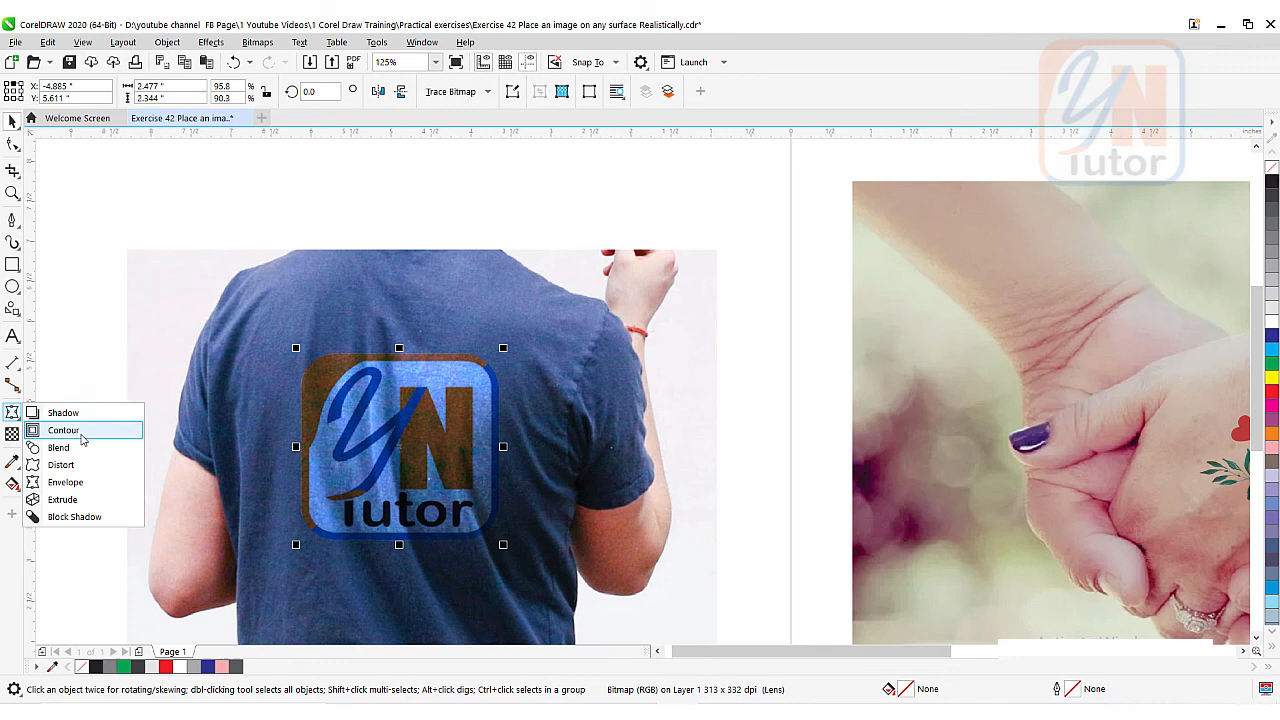 CorelDRAW 2020 (64-Bit) - D:\youtube channel FB Page\1 Youtube Videos\1 Corel Draw Training\Practical exercises\Exercise 42 Place an image on any surface Realistically.cdr*
File Edit View Layout Object Effects Bitmaps Text Table Tools Window Help
PDF 125% Snap To Launch
X: -4.885 " 2.477 " 95.8 %
Y: 5.611 " 2.344 " 90.3 %
0.0
Trace Bitmap
Welcome Screen Exercise 42 Place an ima..*
inches
YN
Tutor
Shadow
Contour
Blend
Distort
Envelope
Extrude
Block Shadow
YN
Tutor
1 of 1 Page 1
Click an object twice for rotating/skewing; dbl-clicking tool selects all objects; Shift+click multi-selects; Alt+click digs; Ctrl+click selects in a group Bitmap (RGB) on Layer 1 313 x 332 dpi (Lens) None None